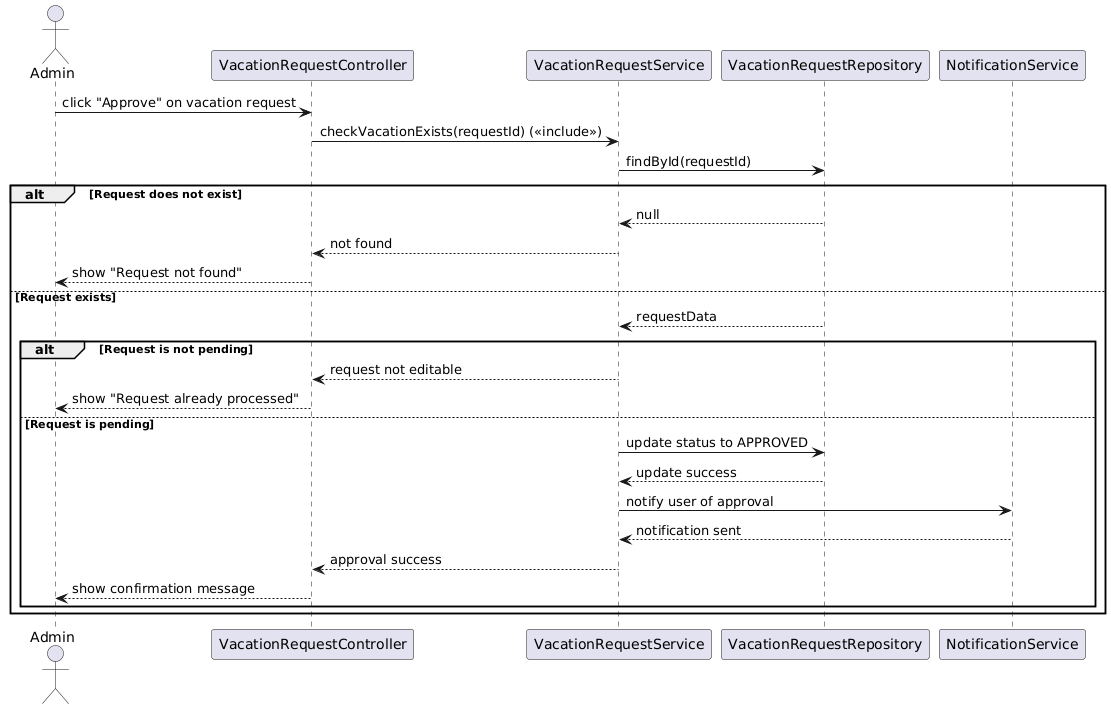 Admin
VacationRequestController
VacationRequestService
VacationRequestRepository
NotificationService
click "Approve" on vacation request
checkVacationExists(requestId) («include»)
findById(requestId)
alt [Request does not exist]
null
not found
show "Request not found"
[Request exists]
requestData
alt [Request is not pending]
request not editable
show "Request already processed"
[Request is pending]
update status to APPROVED
update success
notify user of approval
notification sent
approval success
show confirmation message
Admin
VacationRequestController
VacationRequestService
VacationRequestRepository
NotificationService